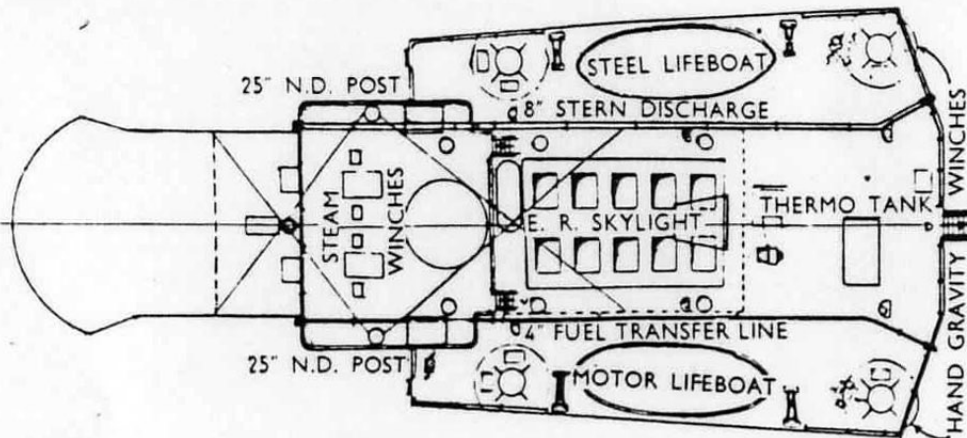 25" N.D. POST
STEEL LIFEBOAT
8" STERN DISCHARGE
STEAM
WINCHES
E. R. SKYLIGHT
THERMO TANK
HAND GRAVITY WINCHES
4" FUEL TRANSFER LINE
25" N.D. POST
MOTOR LIFEBOAT